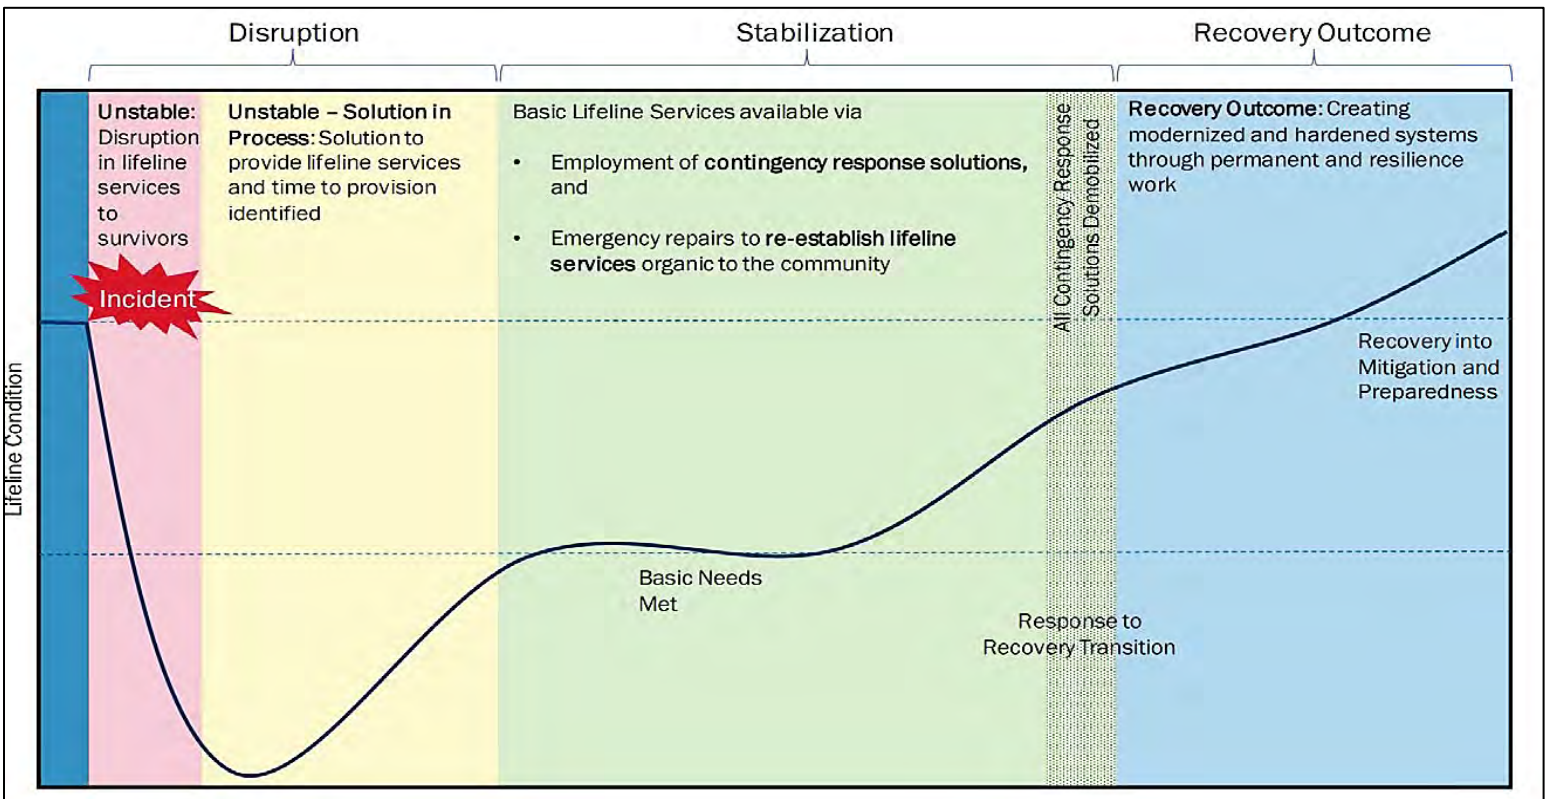 Disruption
Stabilization
Recovery Outcome
Unstable:
Disruption
in lifeline
services
to
survivors
Incident
Unstable – Solution in
Process: Solution to
provide lifeline services
and time to provision
identified
Basic Lifeline Services available via
• Employment of contingency response solutions,
and
• Emergency repairs to re-establish lifeline
services organic to the community
All Contingency Response
Solutions Demobilized
Recovery Outcome: Creating
modernized and hardened systems
through permanent and resilience
work
Recovery into
Mitigation and
Preparedness
Lifeline Condition
Basic Needs
Met
Response to
Recovery Transition